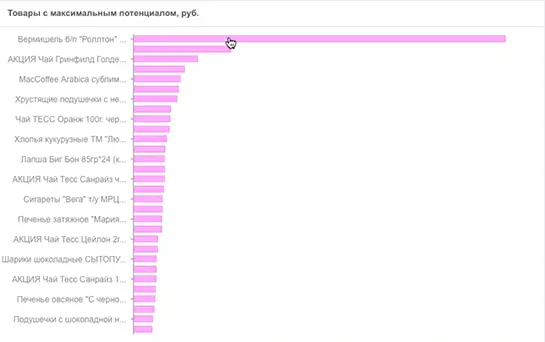 Товары с максимальным потенциалом, руб.
Вермишель б/п "Роллтон" ...
АКЦИЯ Чай Гринфилд Голде...
MacCoffee Arabica сублим...
Хрустящие подушечки с не...
Чай ТЕСС Оранж 100г. чер...
Хлопья кукурузные ТМ "Лю...
Лапша Биг Бон 85гр*24 (к...
АКЦИЯ Чай Тесс Санрайз ч...
Сигареты "Вега" т/у МРЦ...
Печенье затяжное "Мария...
АКЦИЯ Чай Тесс Цейлон 2г...
Шарики шоколадные СЫТОПУ...
АКЦИЯ Чай Тесс Санрайз 1...
Печенье овсяное "С черно...
Подушечки с шоколадной н...